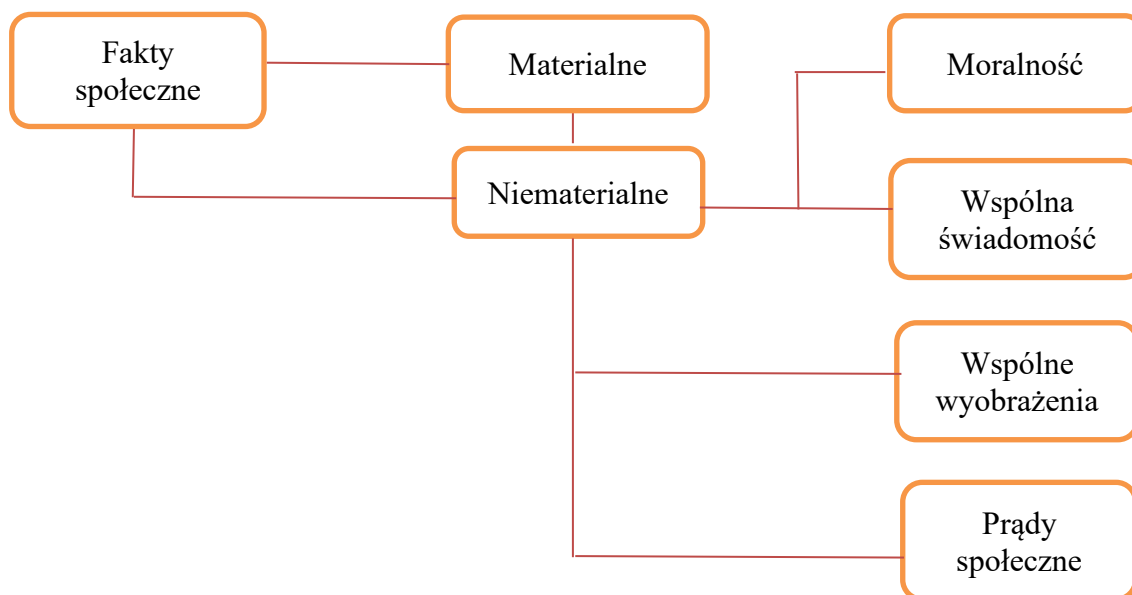 Fakty
społeczne
Materialne
Moralność
Niematerialne
Wspólna
świadomość
Wspólne
wyobrażenia
Prądy
społeczne